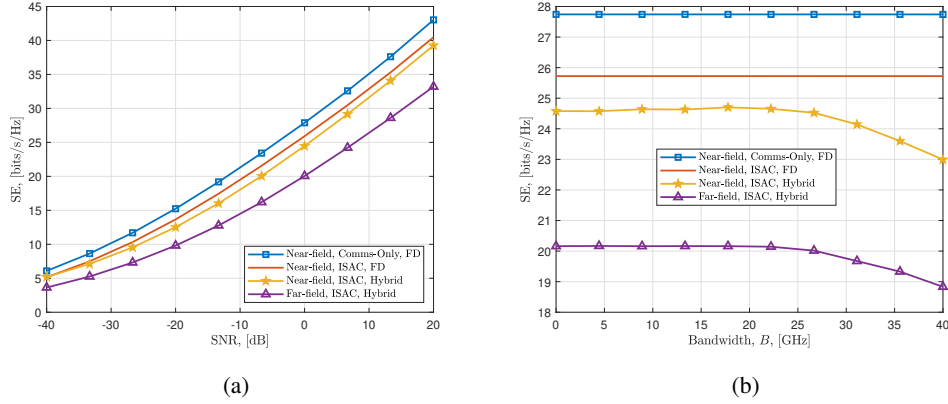 45
40
35
30
25
20
15
10
5
0
SE, [bits/s/Hz]
Near-field, Comms-Only, FD
Near-field, ISAC, FD
Near-field, ISAC, Hybrid
Far-field, ISAC, Hybrid
-40 -30 -20 -10 0 10 20
SNR, [dB]
(a)
28
27
26
25
24
23
22
21
20
19
18
SE, [bits/s/Hz]
Near-field, Comms-Only, FD
Near-field, ISAC, FD
Near-field, ISAC, Hybrid
Far-field, ISAC, Hybrid
0 5 10 15 20 25 30 35 40
Bandwidth, B, [GHz]
(b)